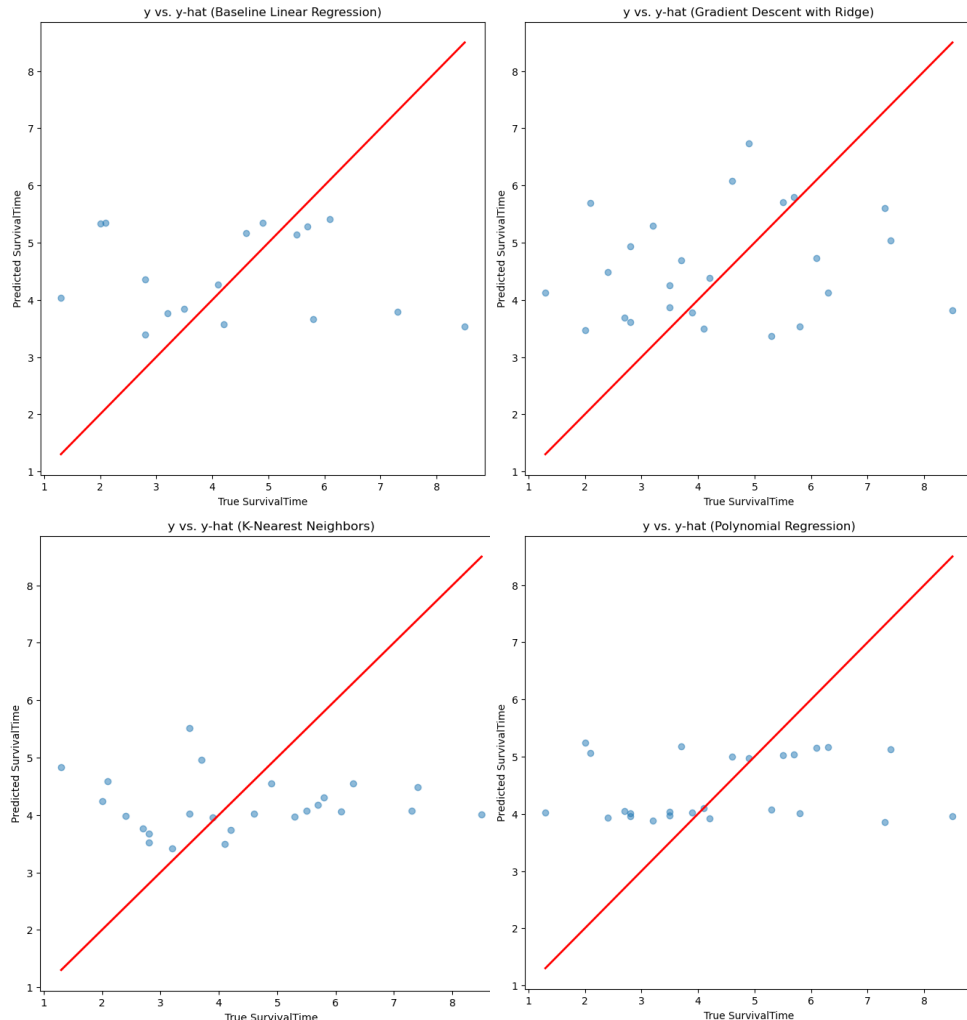 y vs. y-hat (Baseline Linear Regression)
8
7
6
5
4
3
2
1
Predicted SurvivalTime
1 2 3 4 5 6 7 8
True SurvivalTime
y vs. y-hat (Gradient Descent with Ridge)
8
7
6
5
4
3
2
1
Predicted SurvivalTime
1 2 3 4 5 6 7 8
True SurvivalTime
y vs. y-hat (K-Nearest Neighbors)
8
7
6
5
4
3
2
1
Predicted SurvivalTime
1 2 3 4 5 6 7 8
True SurvivalTime
y vs. y-hat (Polynomial Regression)
8
7
6
5
4
3
2
1
Predicted SurvivalTime
1 2 3 4 5 6 7 8
True SurvivalTime